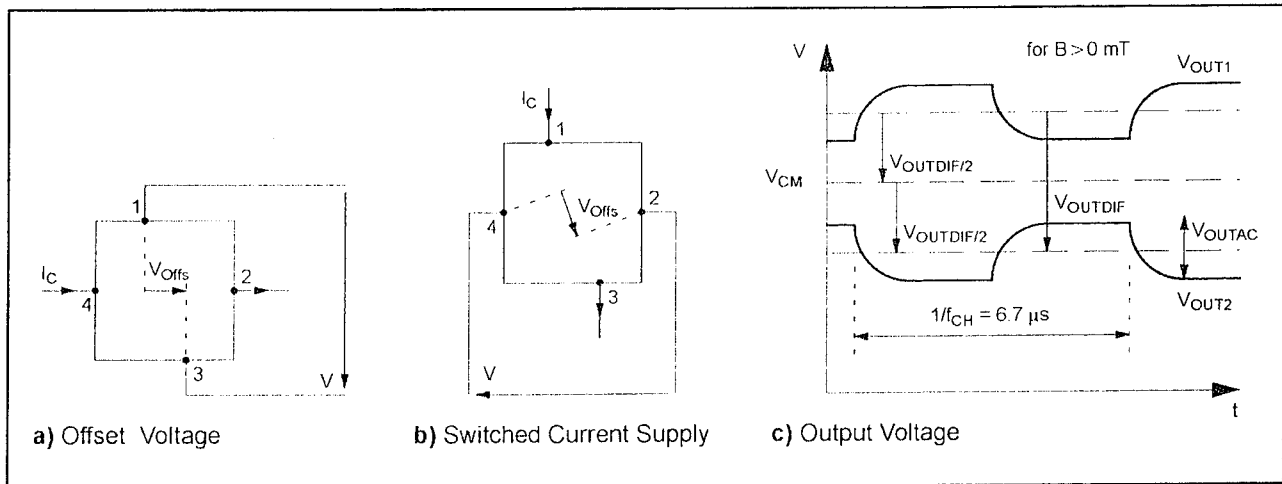 1
I_C
V_Offs
4
2
3
V
a) Offset Voltage
I_C
1
2
V_Offs
4
3
V
b) Switched Current Supply
V
for B > 0 mT
V_OUT1
V_OUTDIF/2
V_CM
V_OUTDIF
V_OUTDIF/2
V_OUTAC
V_OUT2
1/f_CH = 6.7 μs
t
c) Output Voltage